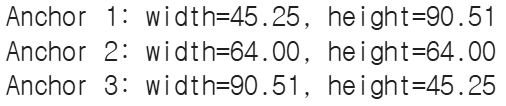 Anchor 1: width=45.25, height=90.51
Anchor 2: width=64.00, height=64.00
Anchor 3: width=90.51, height=45.25